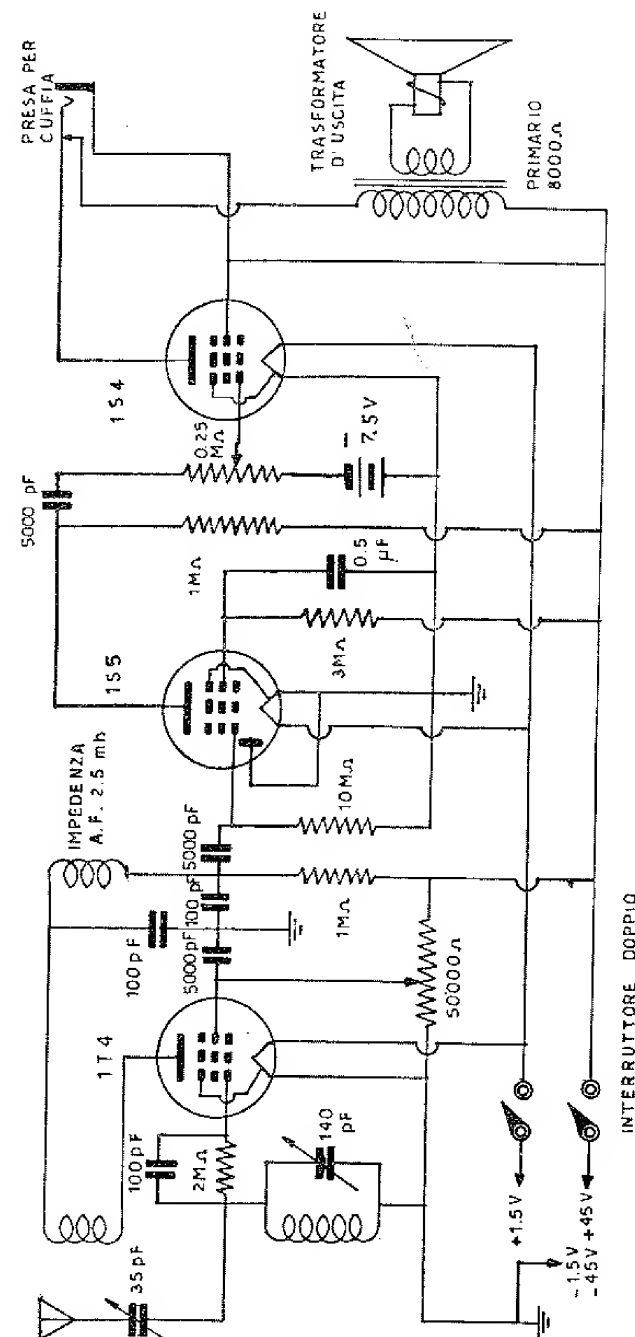 35 pF
100pF
2MΩ
140
pF
1T4
100pF
5000pF
100 pF
5000 pF
IMPEDENZA
A.F. 2.5 mh
1MΩ
10MΩ
50000Ω
1S5
3MΩ
0.5
µF
1MΩ
5000 pF
0.25
MΩ
7.5V
1S4
PRESA PER
CUFFIA
TRASFORMATORE
D' USCITA
PRIMARIO
8000Ω
+1.5V
-1.5V
-45V
+45V
INTERRUTTORE DOPPIO